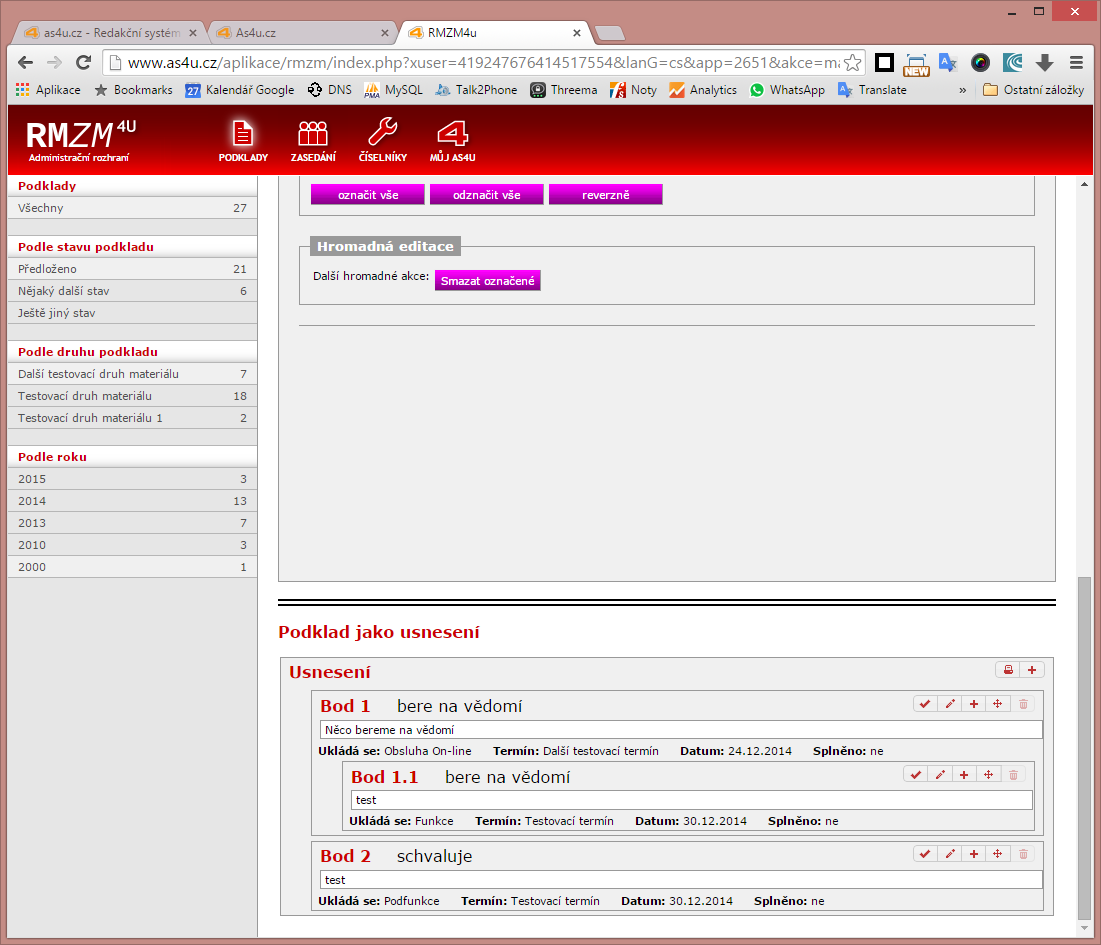 as4u.cz - Redakční systém
As4u.cz
RMZM4u
www.as4u.cz/aplikace/rmzm/index.php?xuser=419247676414517554&lanG=cs&app=2651&akce=ma
NEW
Aplikace Bookmarks 27 Kalendář Google DNS PMA MySQL Talk2Phone Threema Noty Analytics WhatsApp Translate » Ostatní záložky
RMZM 4U
Administrační rozhraní
PODKLADY ZASEDÁNÍ ČÍSELNÍKY MŮJ AS4U
Podklady
Všechny 27
Podle stavu podkladu
Předloženo 21
Nějaký další stav 6
Ještě jiný stav
Podle druhu podkladu
Další testovací druh materiálu 7
Testovací druh materiálu 18
Testovací druh materiálu 1 2
Podle roku
2015 3
2014 13
2013 7
2010 3
2000 1
označit vše odznačit vše reverzně
Hromadná editace
Další hromadné akce: Smazat označené
Podklad jako usnesení
Usnesení
Bod 1 bere na vědomí
Něco bereme na vědomí
Ukládá se: Obsluha On-line Termín: Další testovací termín Datum: 24.12.2014 Splněno: ne
Bod 1.1 bere na vědomí
test
Ukládá se: Funkce Termín: Testovací termín Datum: 30.12.2014 Splněno: ne
Bod 2 schvaluje
test
Ukládá se: Podfunkce Termín: Testovací termín Datum: 30.12.2014 Splněno: ne